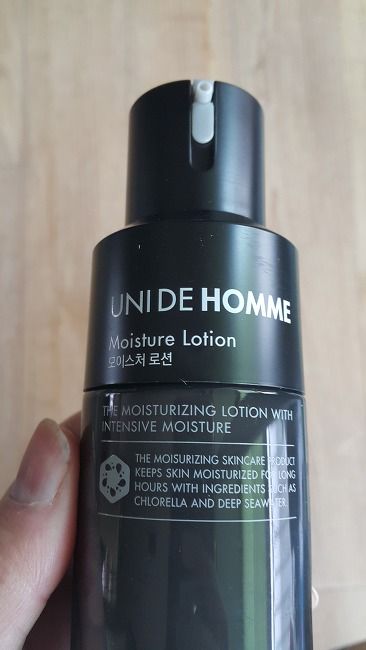 UNI DE HOMME
Moisture Lotion
모이스처 로션
THE MOISTURIZING LOTION WITH
INTENSIVE MOISTURE
THE MOISURIZING SKINCARE PRODUCT
KEEPS SKIN MOISTURIZED FOR LONG
HOURS WITH INGREDIENTS SUCH AS
CHLORELLA AND DEEP SEAWATER.